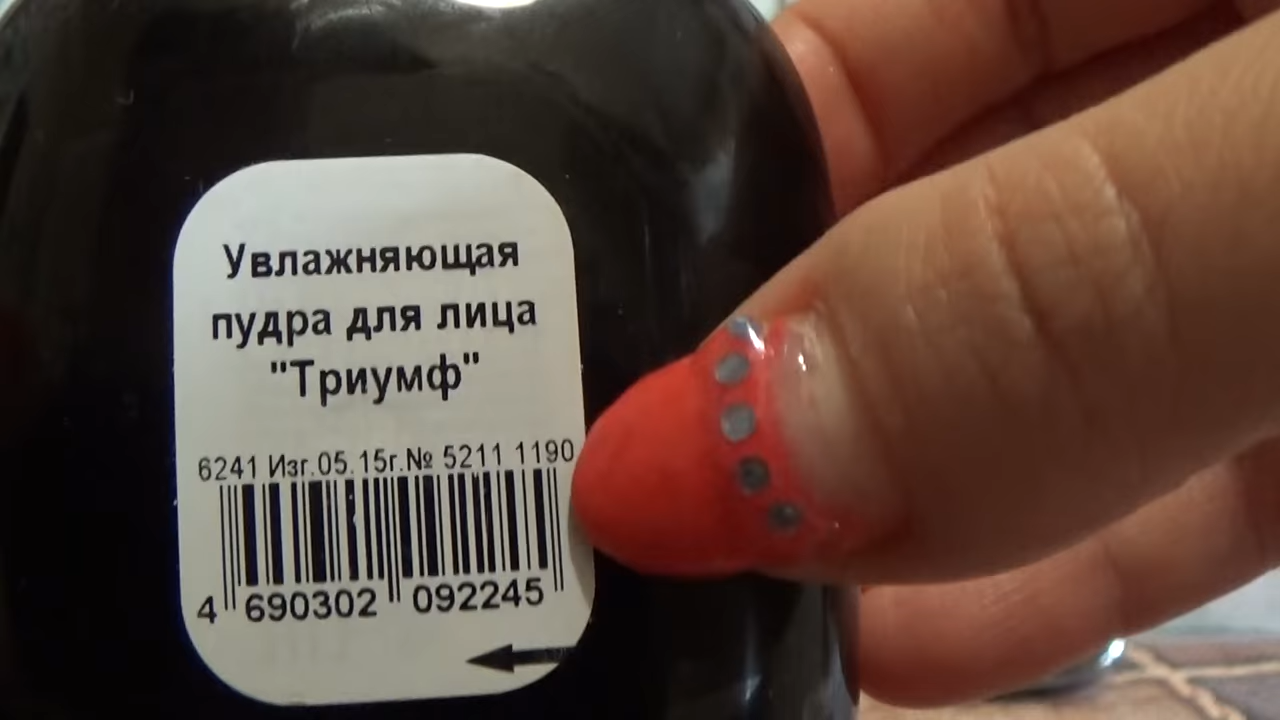 Увлажняющая
пудра для лица
"Триумф"
6241 Изг.05.15г.№ 5211 1190
4 690302 092245